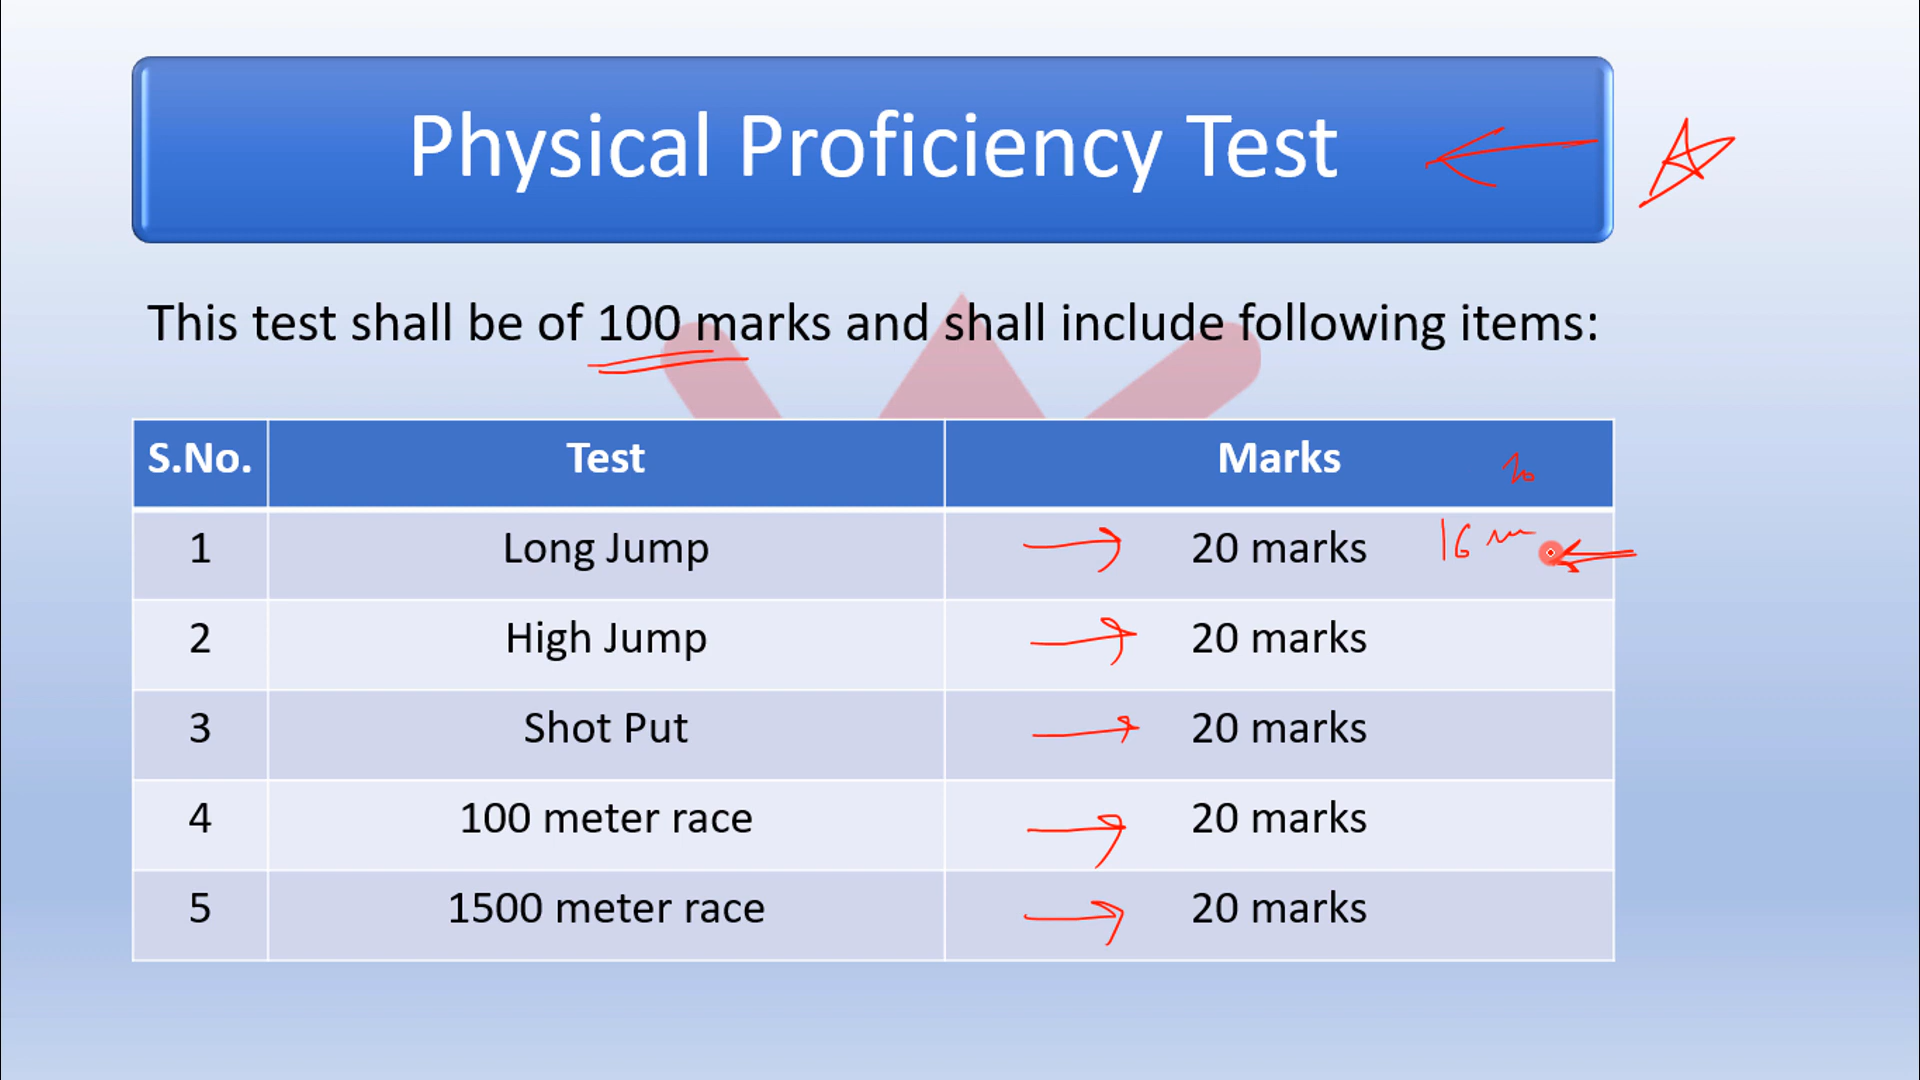 Physical Proficiency Test
This test shall be of 100 marks and shall include following items:
S.No. Test Marks 20
1 Long Jump 20 marks 16 m
2 High Jump 20 marks
3 Shot Put 20 marks
4 100 meter race 20 marks
5 1500 meter race 20 marks